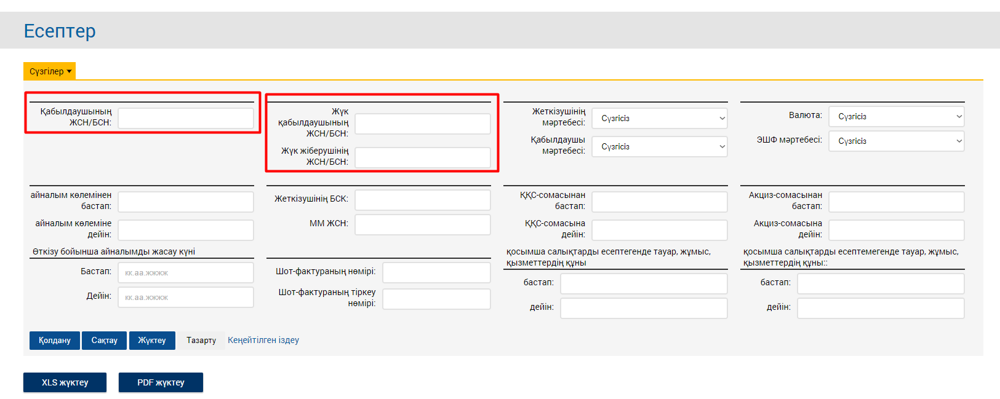 Есептер
Сүзгілер
Қабылдаушының
ЖСН/БСН:
Жүк
қабылдаушының
ЖСН/БСН:
Жүк жіберушінің
ЖСН/БСН:
Жеткізушінің
мәртебесі:
Сүзгісіз
Қабылдаушы
мәртебесі:
Сүзгісіз
Валюта:
Сүзгісіз
ЭШФ мәртебесі:
Сүзгісіз
айналым көлемінен
бастап:
айналым көлеміне
дейін:
Жеткізушінің БСК:
ММ ЖСН:
ҚҚС-сомасынан
бастап:
ҚҚС-сомасына
дейін:
Акциз-сомасынан
бастап:
Акциз-сомасына
дейін:
Өткізу бойынша айналымды жасау күні
Бастап:
кк.аа.жжжж
Дейін:
кк.аа.жжжж
Шот-фактураның нөмірі:
Шот-фактураның тіркеу
нөмірі:
қосымша салықтарды есептегенде тауар, жұмыс,
қызметтердің құны
бастап:
дейін:
қосымша салықтарды есептемегенде тауар, жұмыс,
қызметтердің құны::
бастап:
дейін:
Қолдану
Сақтау
Жүктеу
Тазарту
Кеңейтілген іздеу
XLS жүктеу
PDF жүктеу